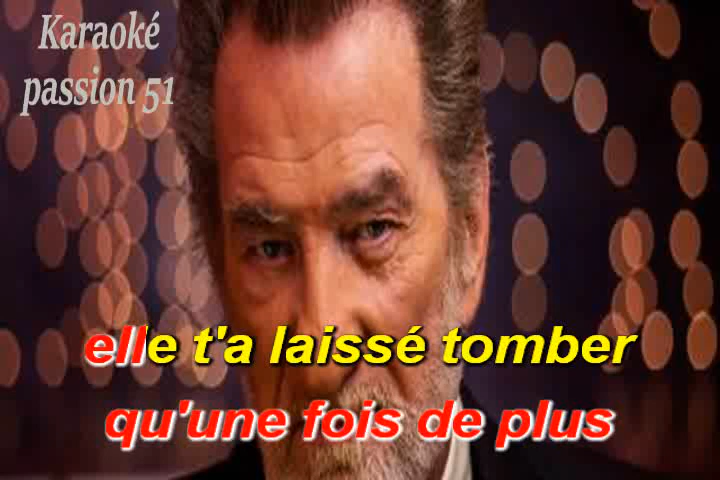 Karaoké
passion 51
elle t'a laissé tomber
qu'une fois de plus